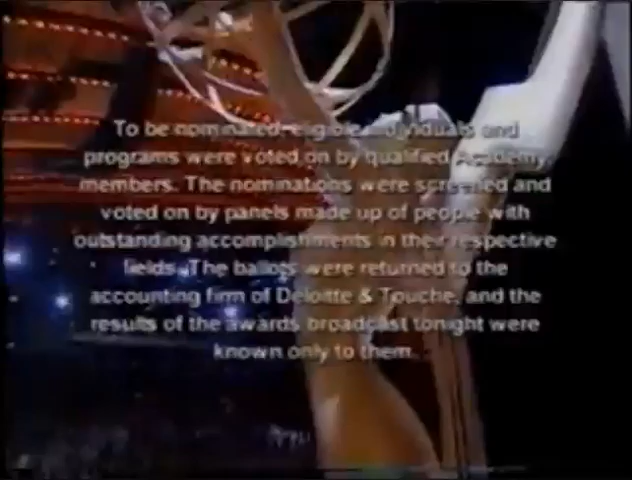 To be nominated, eligible individuals and
programs were voted on by qualified Academy
members. The nominations were screened and
voted on by panels made up of people with
outstanding accomplishments in their respective
fields. The ballots were returned to the
accounting firm of Deloitte & Touche, and the
results of the awards broadcast tonight were
known only to them.